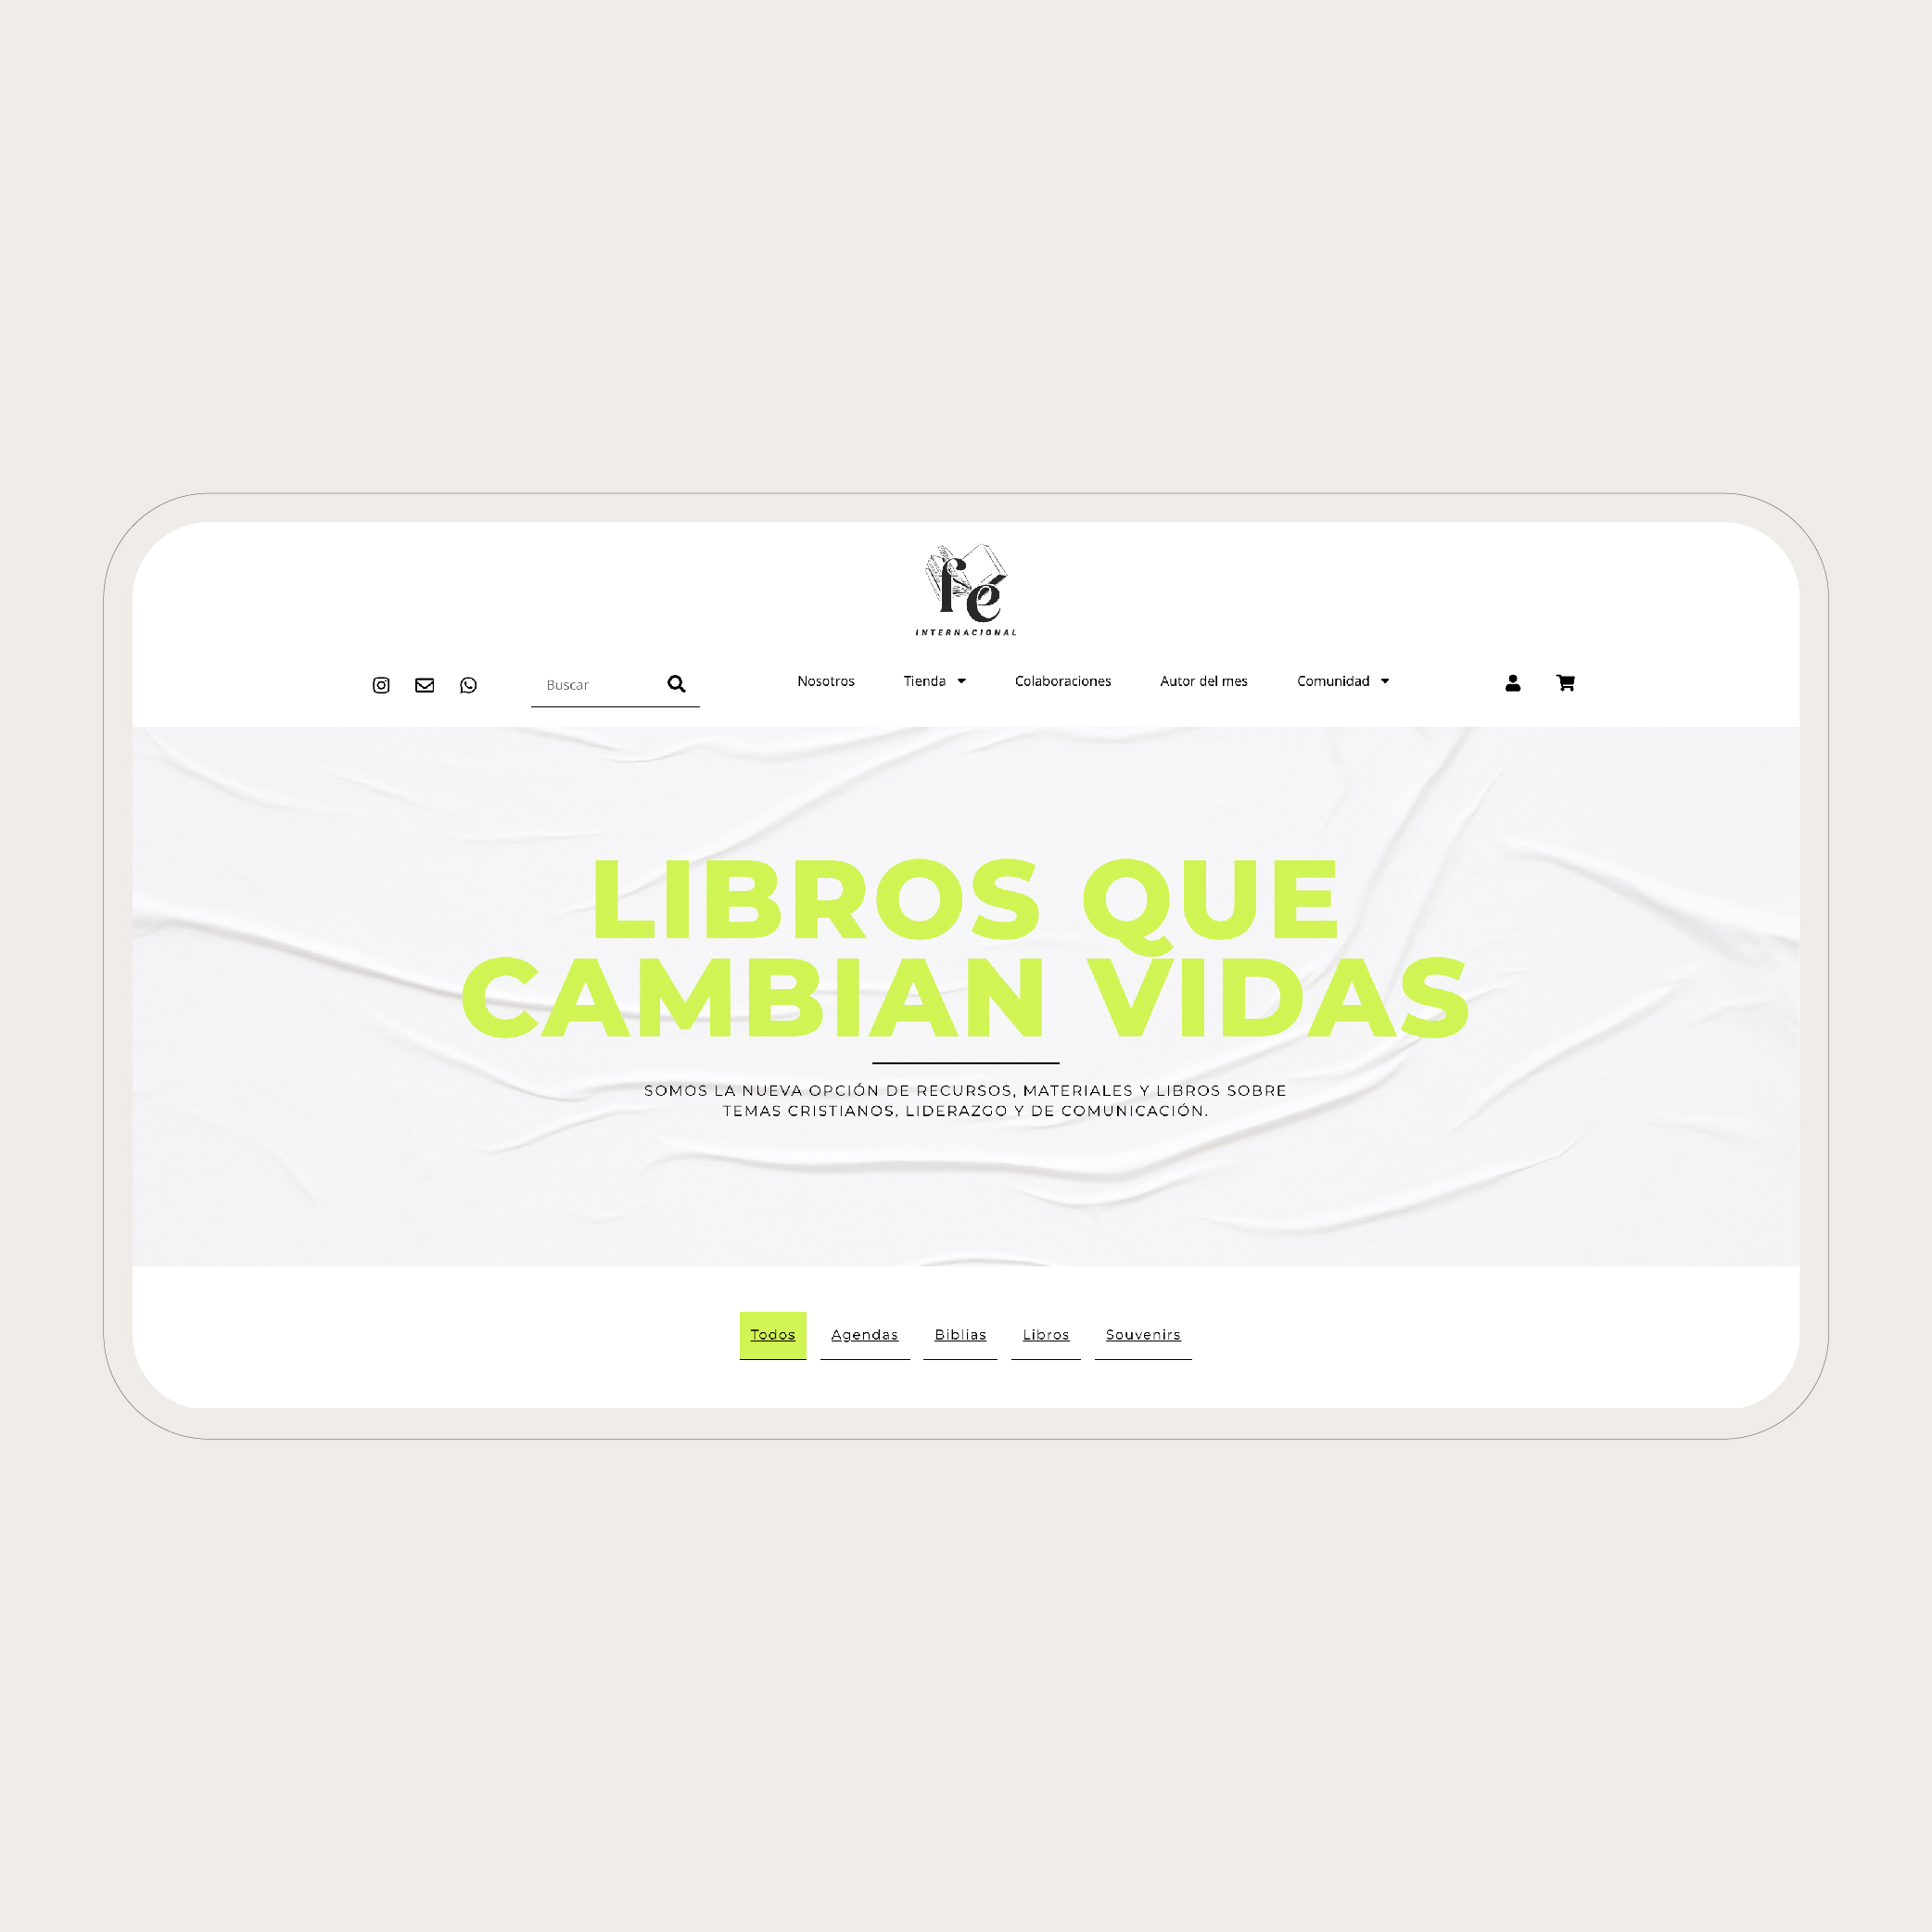 fé
INTERNACIONAL
Buscar
Nosotros Tienda Colaboraciones Autor del mes Comunidad
LIBROS QUE
CAMBIAN VIDAS
SOMOS LA NUEVA OPCIÓN DE RECURSOS, MATERIALES Y LIBROS SOBRE
TEMAS CRISTIANOS, LIDERAZGO Y DE COMUNICACIÓN.
Todos Agendas Biblias Libros Souvenirs